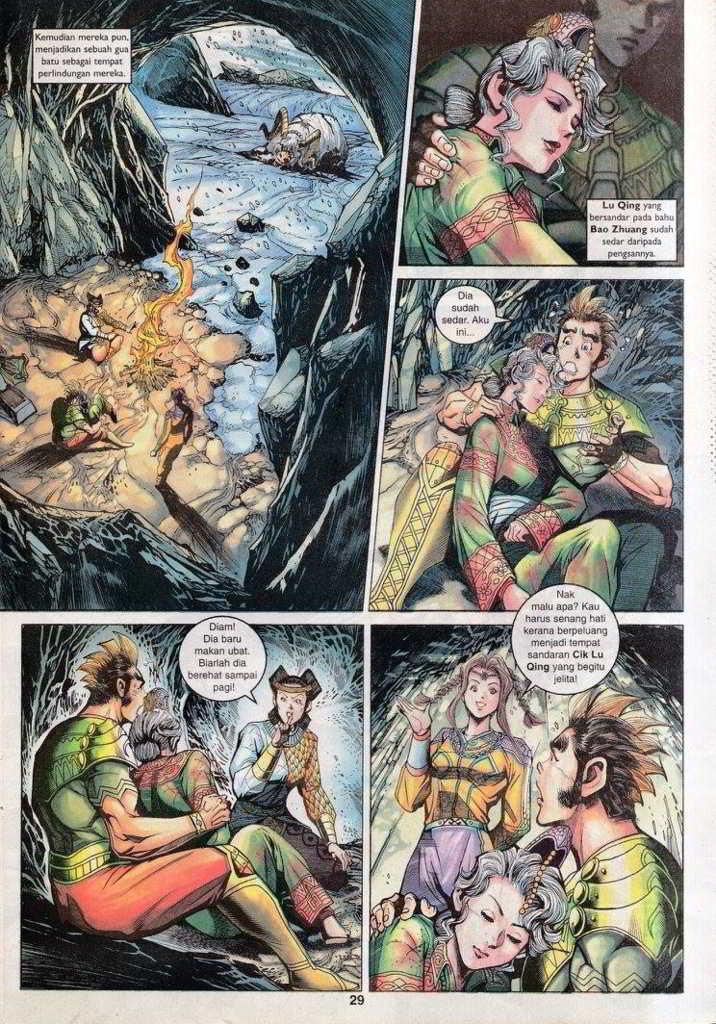 Kemudian mereka pun,
menjadikan sebuah gua
batu sebagai tempat
perlindungan mereka.
Lu Qing yang
bersandar pada bahu
Bao Zhuang sudah
sedar daripada
pengsannya.
Dia
sudah
sedar. Aku
ini...
Diam!
Dia baru
makan ubat.
Biarlah dia
berehat sampai
pagi!
Nak
malu apa? Kau
harus senang hati
kerana berpeluang
menjadi tempat
sandaran Cik Lu
Qing yang begitu
jelita!
29